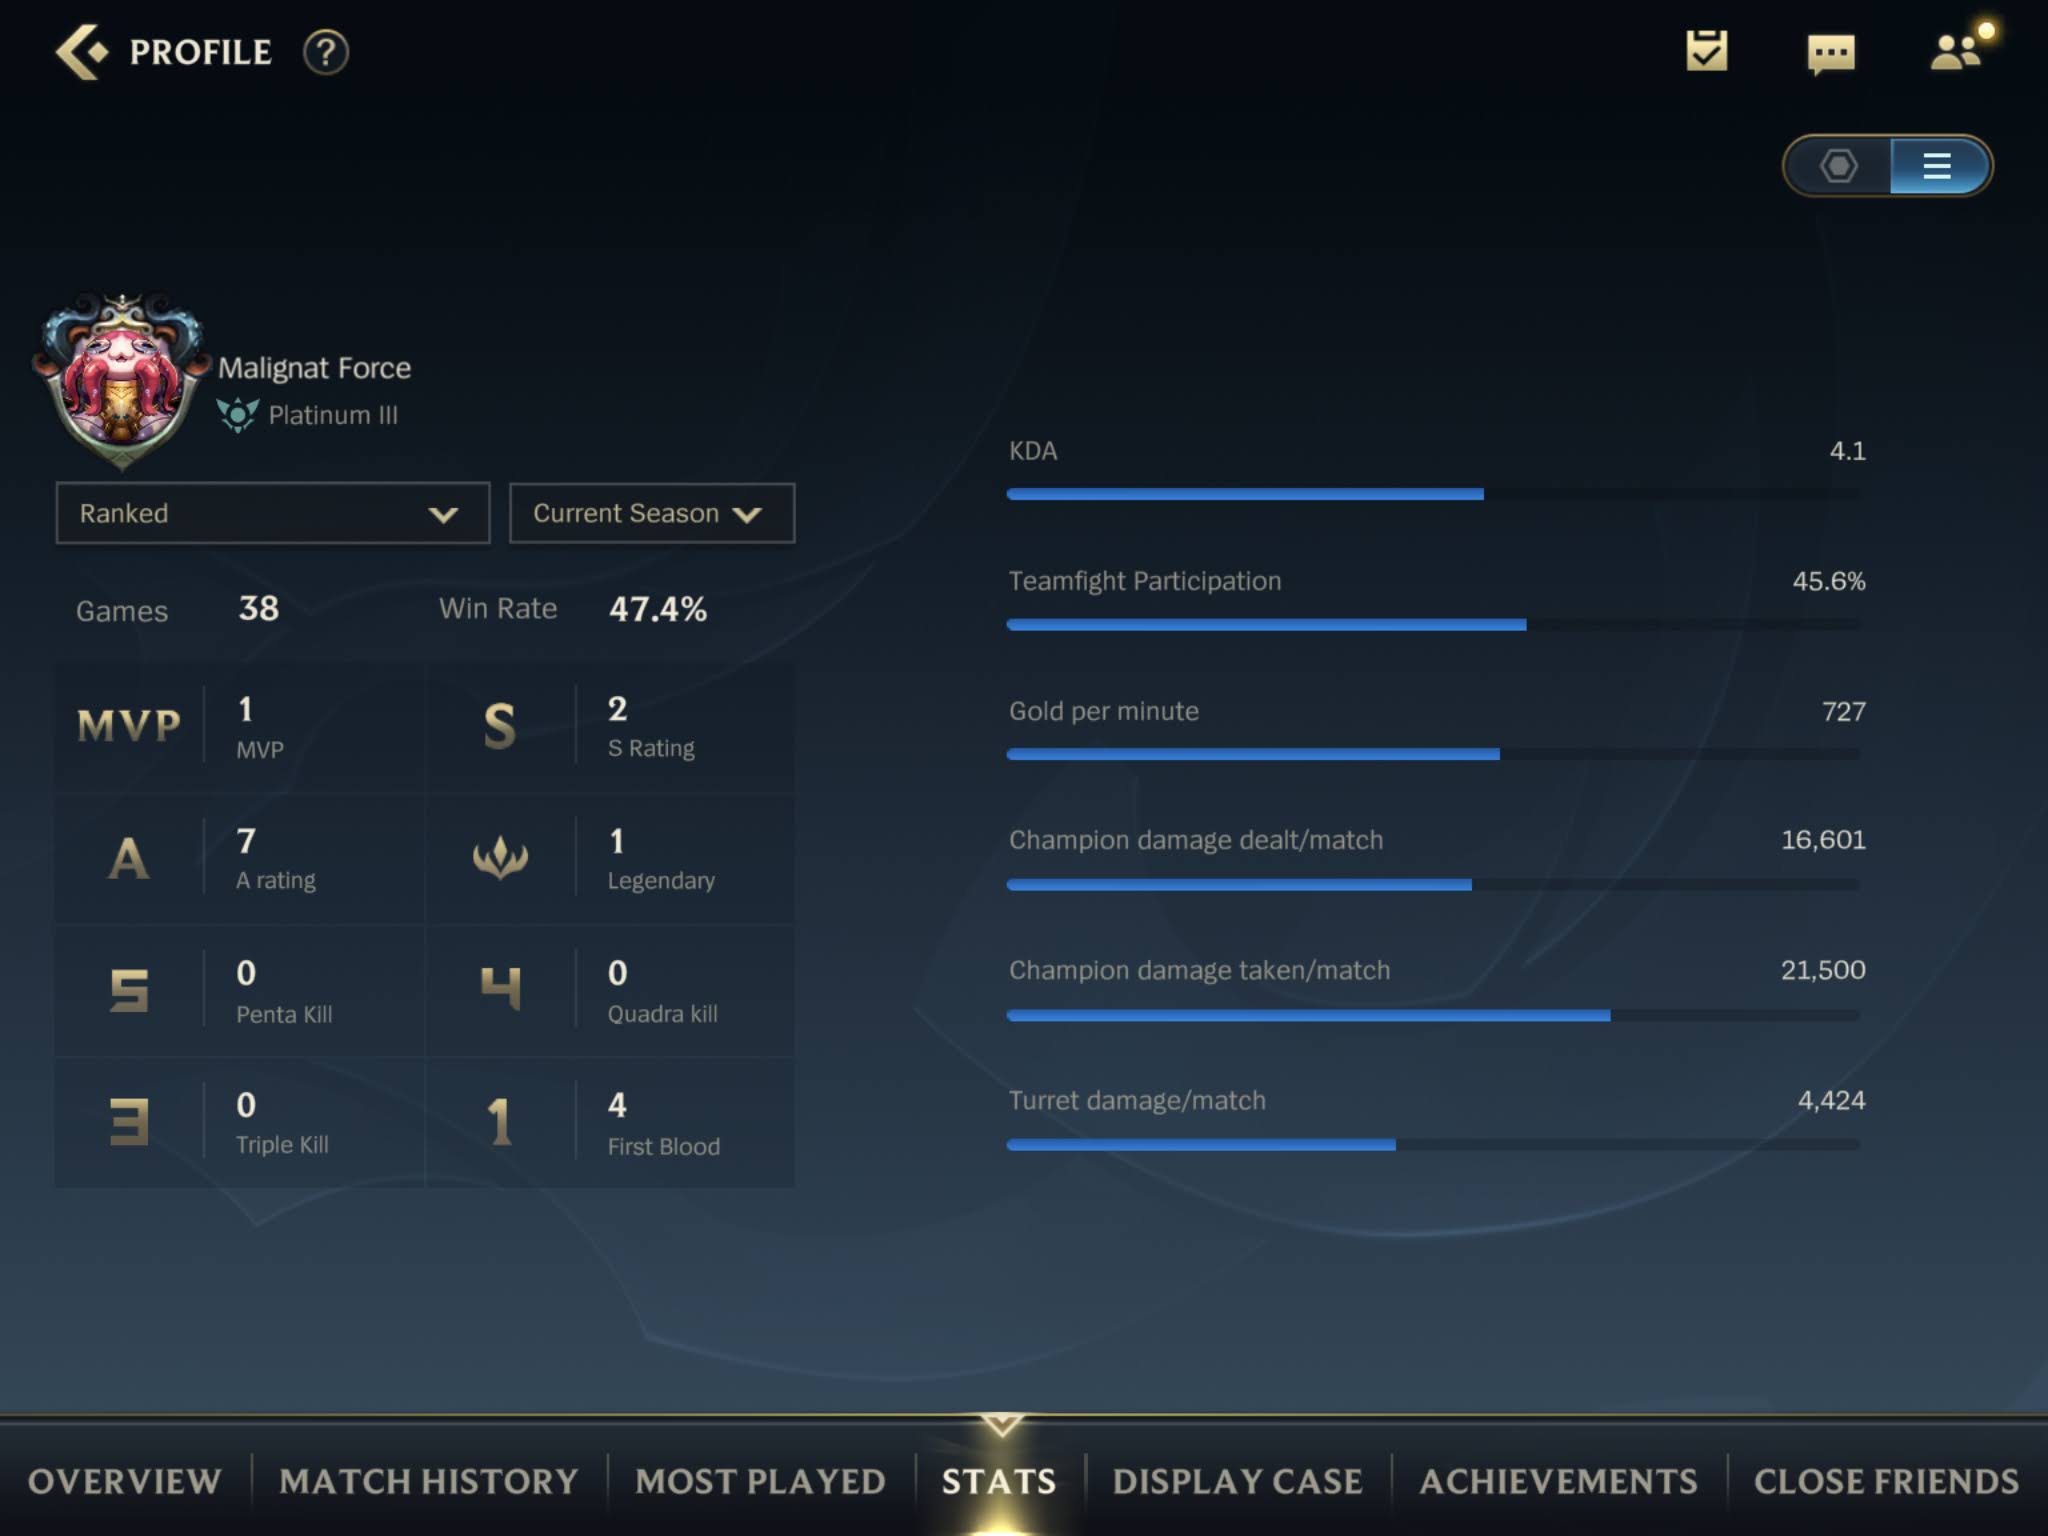 PROFILE
?
Malignat Force
Platinum III
Ranked
Current Season
Games 38 Win Rate 47.4%
MVP 1 MVP
S 2 S Rating
A 7 A rating
1 Legendary
5 0 Penta Kill
4 0 Quadra kill
3 0 Triple Kill
1 4 First Blood
KDA 4.1
Teamfight Participation 45.6%
Gold per minute 727
Champion damage dealt/match 16,601
Champion damage taken/match 21,500
Turret damage/match 4,424
OVERVIEW MATCH HISTORY MOST PLAYED STATS DISPLAY CASE ACHIEVEMENTS CLOSE FRIENDS